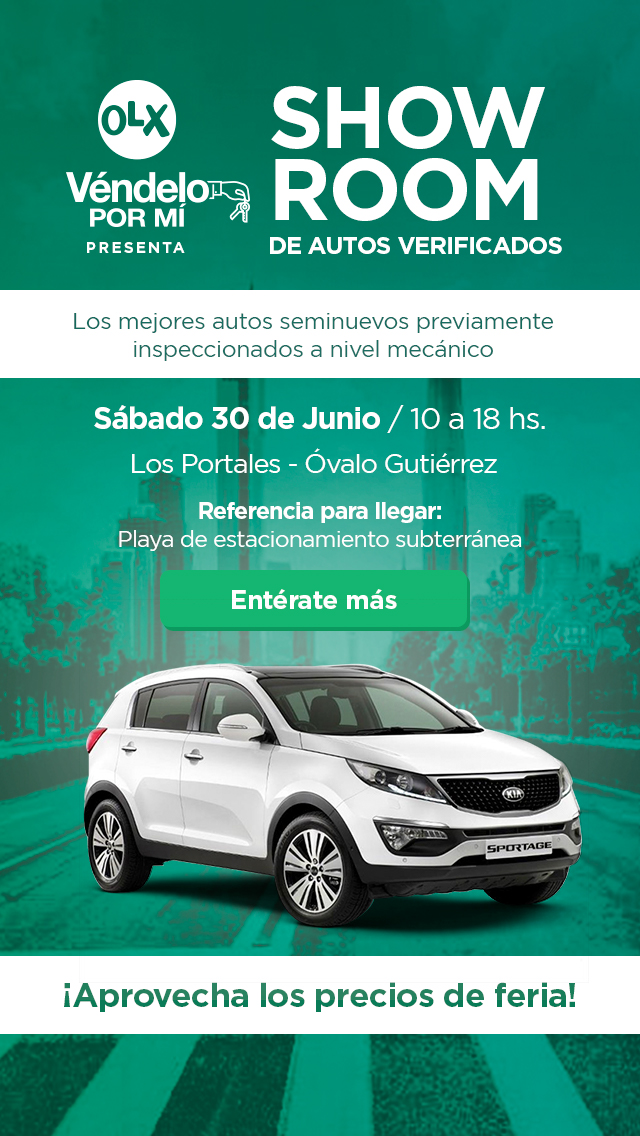 OLX
Véndelo
POR MÍ
PRESENTA
SHOW
ROOM
DE AUTOS VERIFICADOS
Los mejores autos seminuevos previamente
inspeccionados a nivel mecánico
Sábado 30 de Junio / 10 a 18 hs.
Los Portales - Óvalo Gutiérrez
Referencia para llegar:
Playa de estacionamiento subterránea
Entérate más
KIA
SPORTAGE
¡Aprovecha los precios de feria!